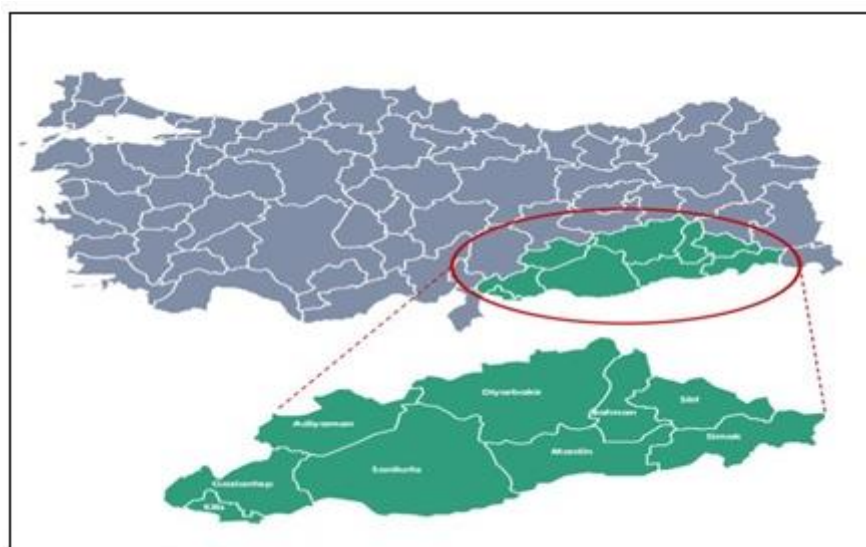 Diyarbakır
Siirt
Batman
Adıyaman
Şırnak
Mardin
Şanlıurfa
Gaziantep
Kilis